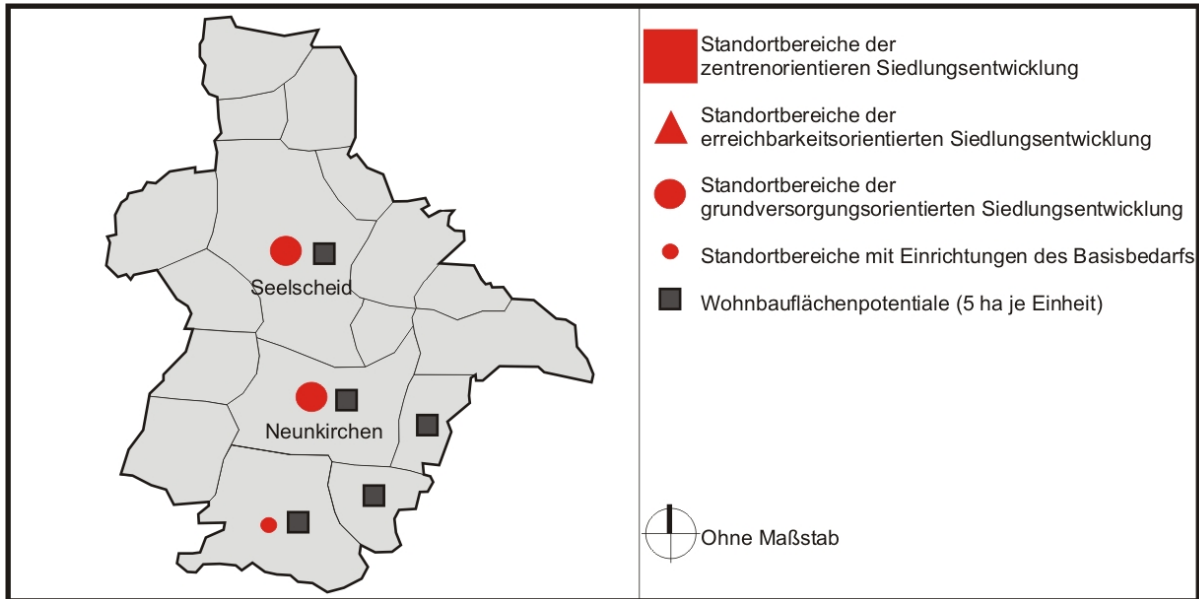 Seelscheid
Neunkirchen
Standortbereiche der
zentrenorientieren Siedlungsentwicklung
Standortbereiche der
erreichbarkeitsorientierten Siedlungsentwicklung
Standortbereiche der
grundversorgungsorientierten Siedlungsentwicklung
Standortbereiche mit Einrichtungen des Basisbedarfs
Wohnbauflächenpotentiale (5 ha je Einheit)
Ohne Maßstab